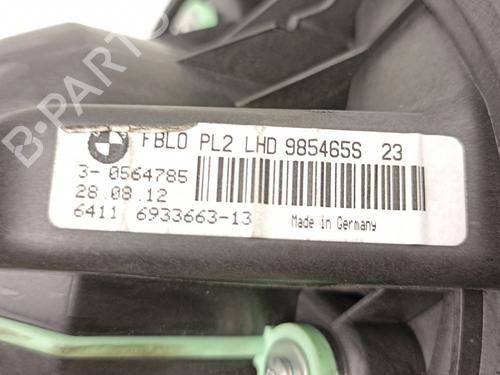 B-PARTS
FBLO PL2 LHD 985465S 23
3-0564785
28.08.12
6411 6933663-13
Made in Germany